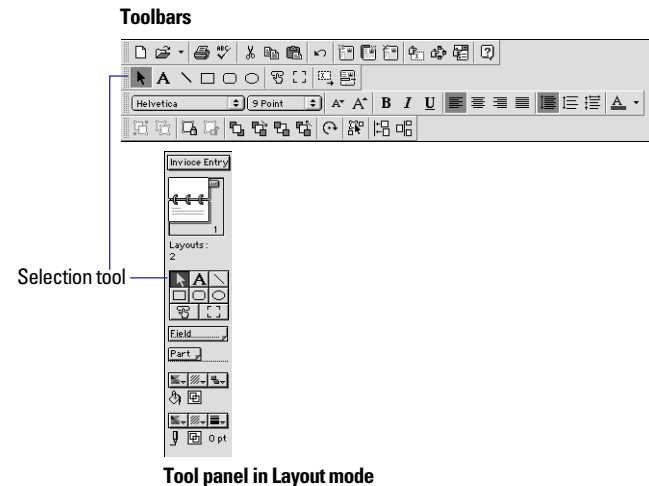 Toolbars
ABC
A
Helvetica 9 Point A A B I U A
Invioce Entry
1
Layouts:
2
Selection tool
A
Field
Part
0 pt
Tool panel in Layout mode